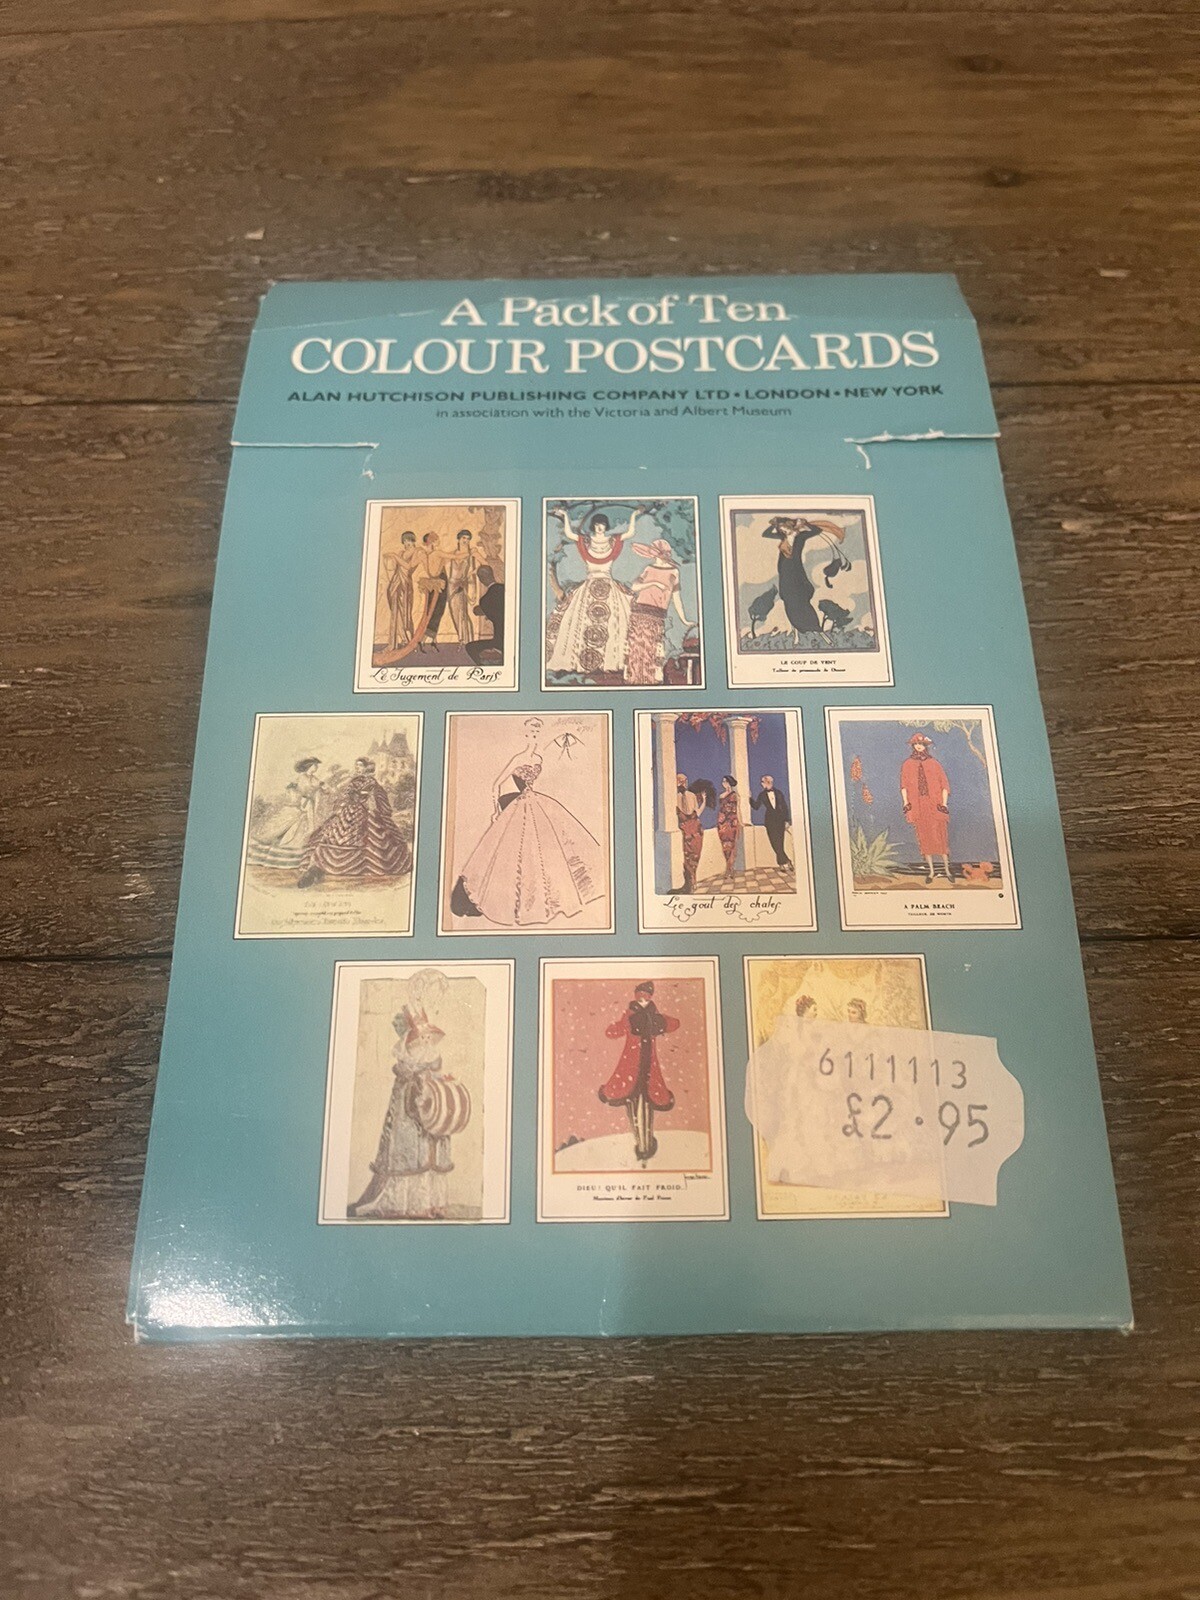 A Pack of Ten
COLOUR POSTCARDS
ALAN HUTCHISON PUBLISHING COMPANY LTD • LONDON • NEW YORK
in association with the Victoria and Albert Museum
Le Jugement de Paris
LE COUP DE VENT
Le goût des chales
A PALM BEACH
DIEU! QU'IL FAIT FROID..
6111113
£2.95